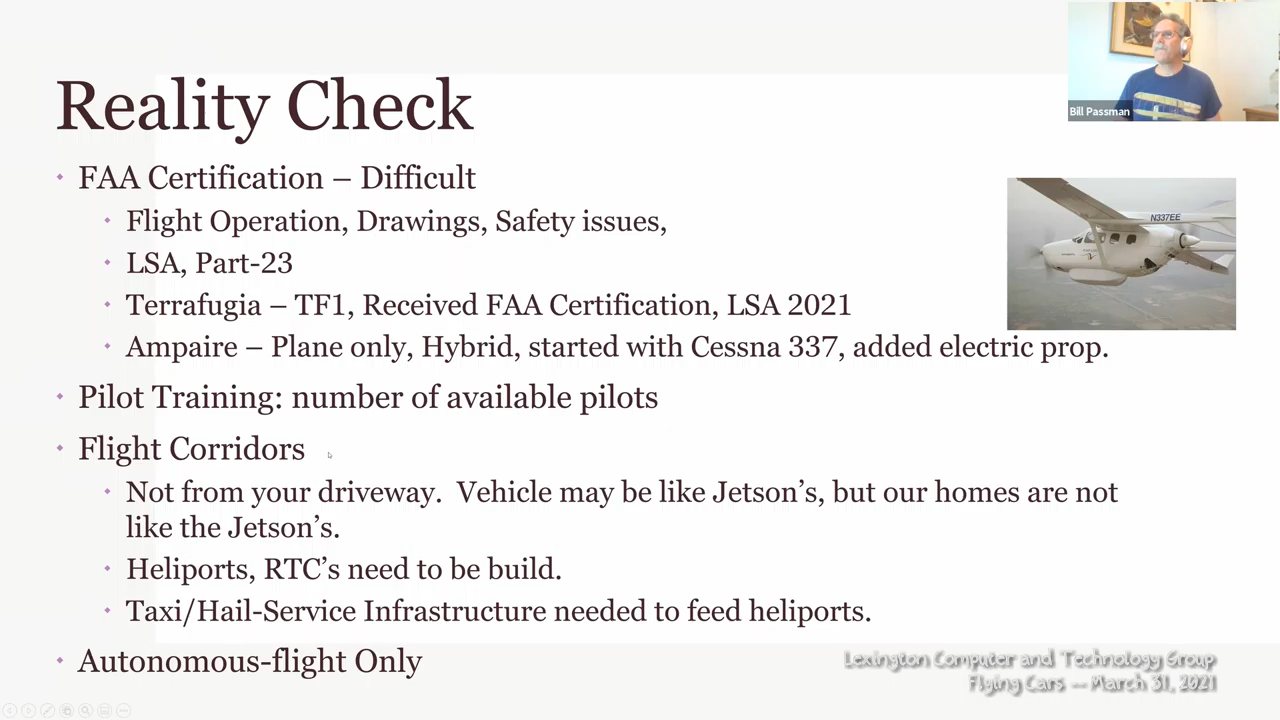 Bill Passman
Reality Check
FAA Certification – Difficult
Flight Operation, Drawings, Safety issues,
LSA, Part-23
Terrafugia – TF1, Received FAA Certification, LSA 2021
Ampaire – Plane only, Hybrid, started with Cessna 337, added electric prop.
N337EE
Pilot Training: number of available pilots
Flight Corridors
Not from your driveway.  Vehicle may be like Jetson’s, but our homes are not
like the Jetson’s.
Heliports, RTC’s need to be build.
Taxi/Hail-Service Infrastructure needed to feed heliports.
Autonomous-flight Only
Lexington Computer and Technology Group
Flying Cars -- March 31, 2021